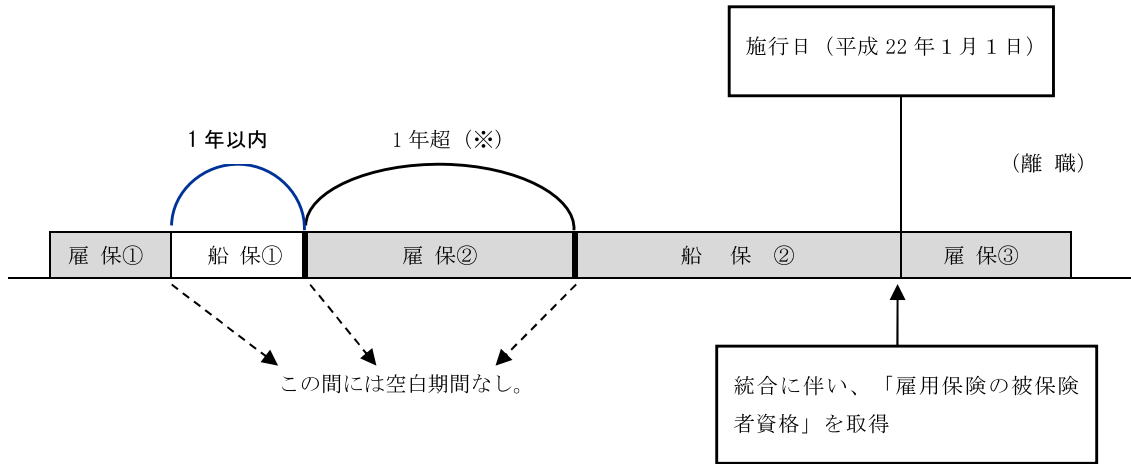 施行日（平成 22 年１月１日）
１年以内
１年超（※）
（離 職）
雇 保①
船 保①
雇 保②
船 保 ②
雇 保③
この間には空白期間なし。
統合に伴い、「雇用保険の被保険
者資格」を取得